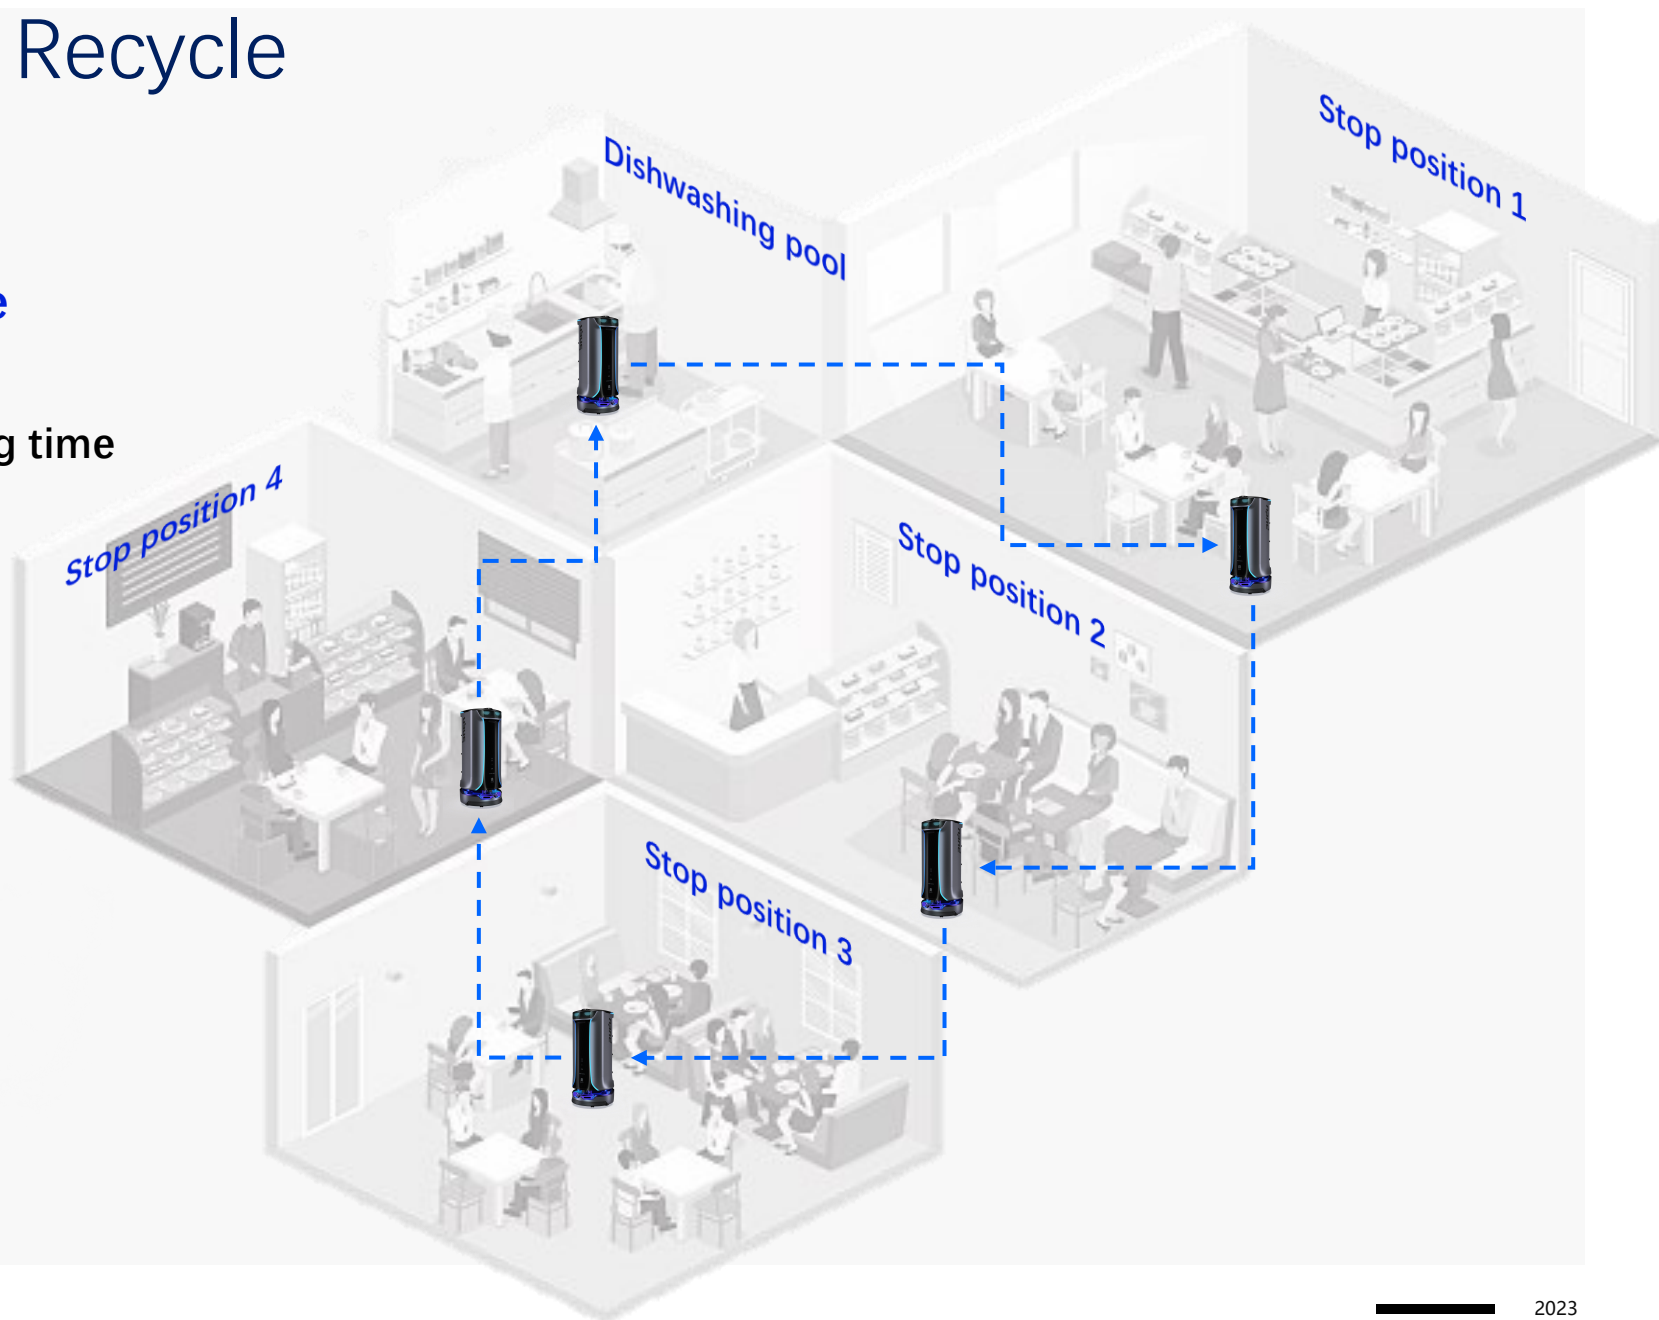 Recycle
Stop position 1
Dishwashing pool
e
g time
Stop position 4
Stop position 2
Stop position 3
2023